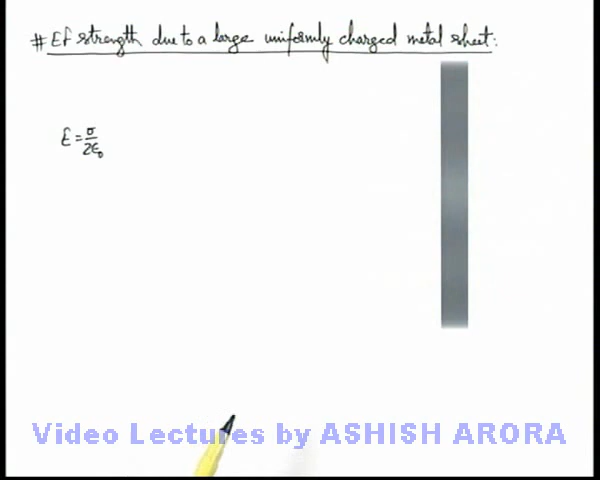 # EF strength due to a large uniformly charged metal sheet:
E = σ/2ϵ₀
Video Lectures by ASHISH ARORA